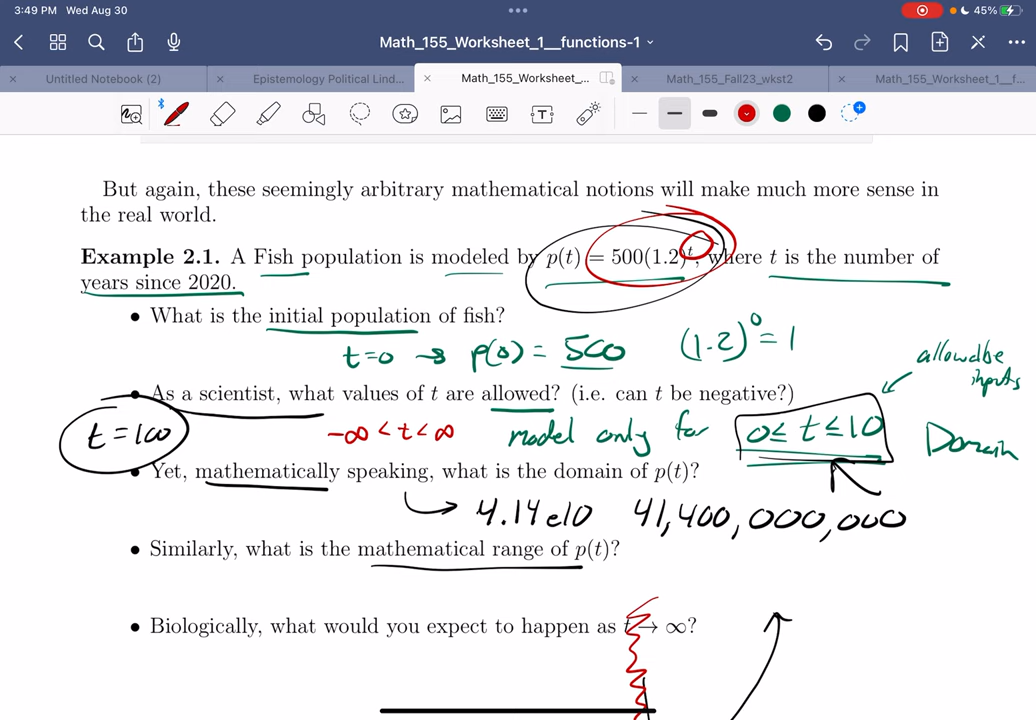 3:49 PM Wed Aug 30
45%
Math_155_Worksheet_1__functions-1
Untitled Notebook (2)
Epistemology Political Lind...
Math_155_Worksheet_...
Math_155_Fall23_wkst2
Math_155_Worksheet_1__f...
But again, these seemingly arbitrary mathematical notions will make much more sense in
the real world.
Example 2.1. A Fish population is modeled by p(t) = 500(1.2)^t, where t is the number of
years since 2020.
• What is the initial population of fish?
t=0 → p(0) = 500 (1.2)^0 = 1
allowable
inputs
• As a scientist, what values of t are allowed? (i.e. can t be negative?)
t=100 -∞ < t < ∞ model only for 0 ≤ t ≤ 10 Domain
• Yet, mathematically speaking, what is the domain of p(t)?
→ 4.14e10 41,400,000,000
• Similarly, what is the mathematical range of p(t)?
• Biologically, what would you expect to happen as t → ∞?